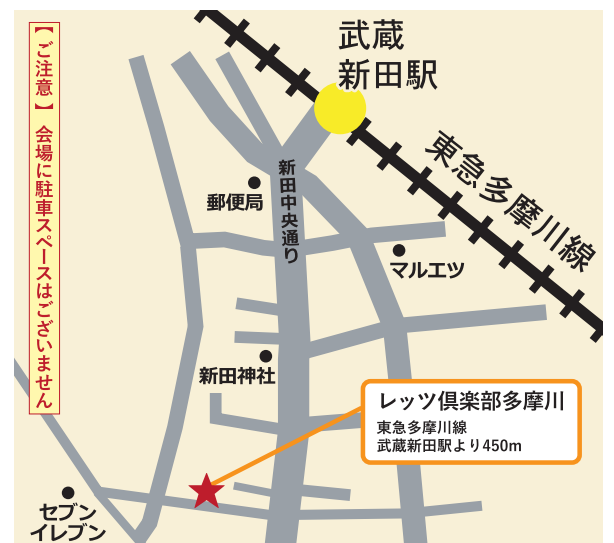 【ご注意】会場に駐車スペースはございません
武蔵
新田駅
東急多摩川線
新田中央通り
郵便局
マルエツ
新田神社
レッツ倶楽部多摩川
東急多摩川線
武蔵新田駅より450m
セブン
イレブン